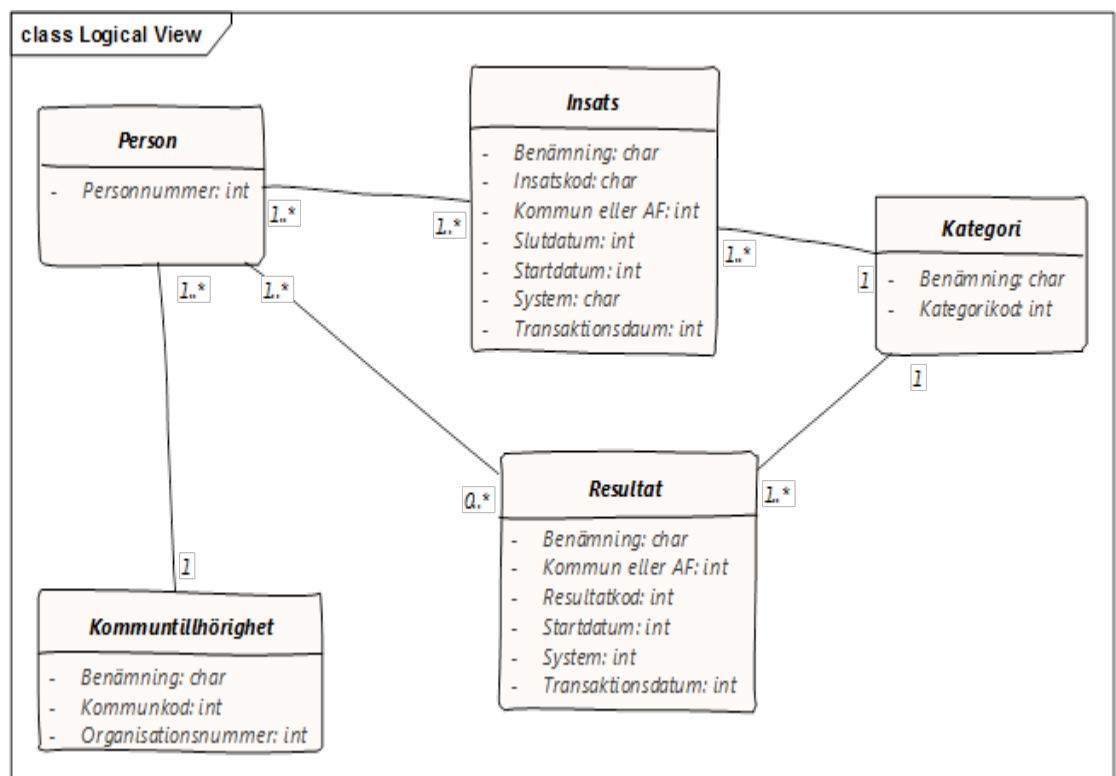 class Logical View
Person
- Personnummer: int
1..*
1..*
1..*
1..*
Insats
- Benämning: char
- Insatskod: char
- Kommun eller AF: int
- Slutdatum: int
- Startdatum: int
- System: char
- Transaktionsdaum: int
1..*
1
Kategori
- Benämning: char
- Kategorikod: int
1
1..*
0..*
Resultat
- Benämning: char
- Kommun eller AF: int
- Resultatkod: int
- Startdatum: int
- System: int
- Transaktionsdatum: int
1
Kommuntillhörighet
- Benämning: char
- Kommunkod: int
- Organisationsnummer: int